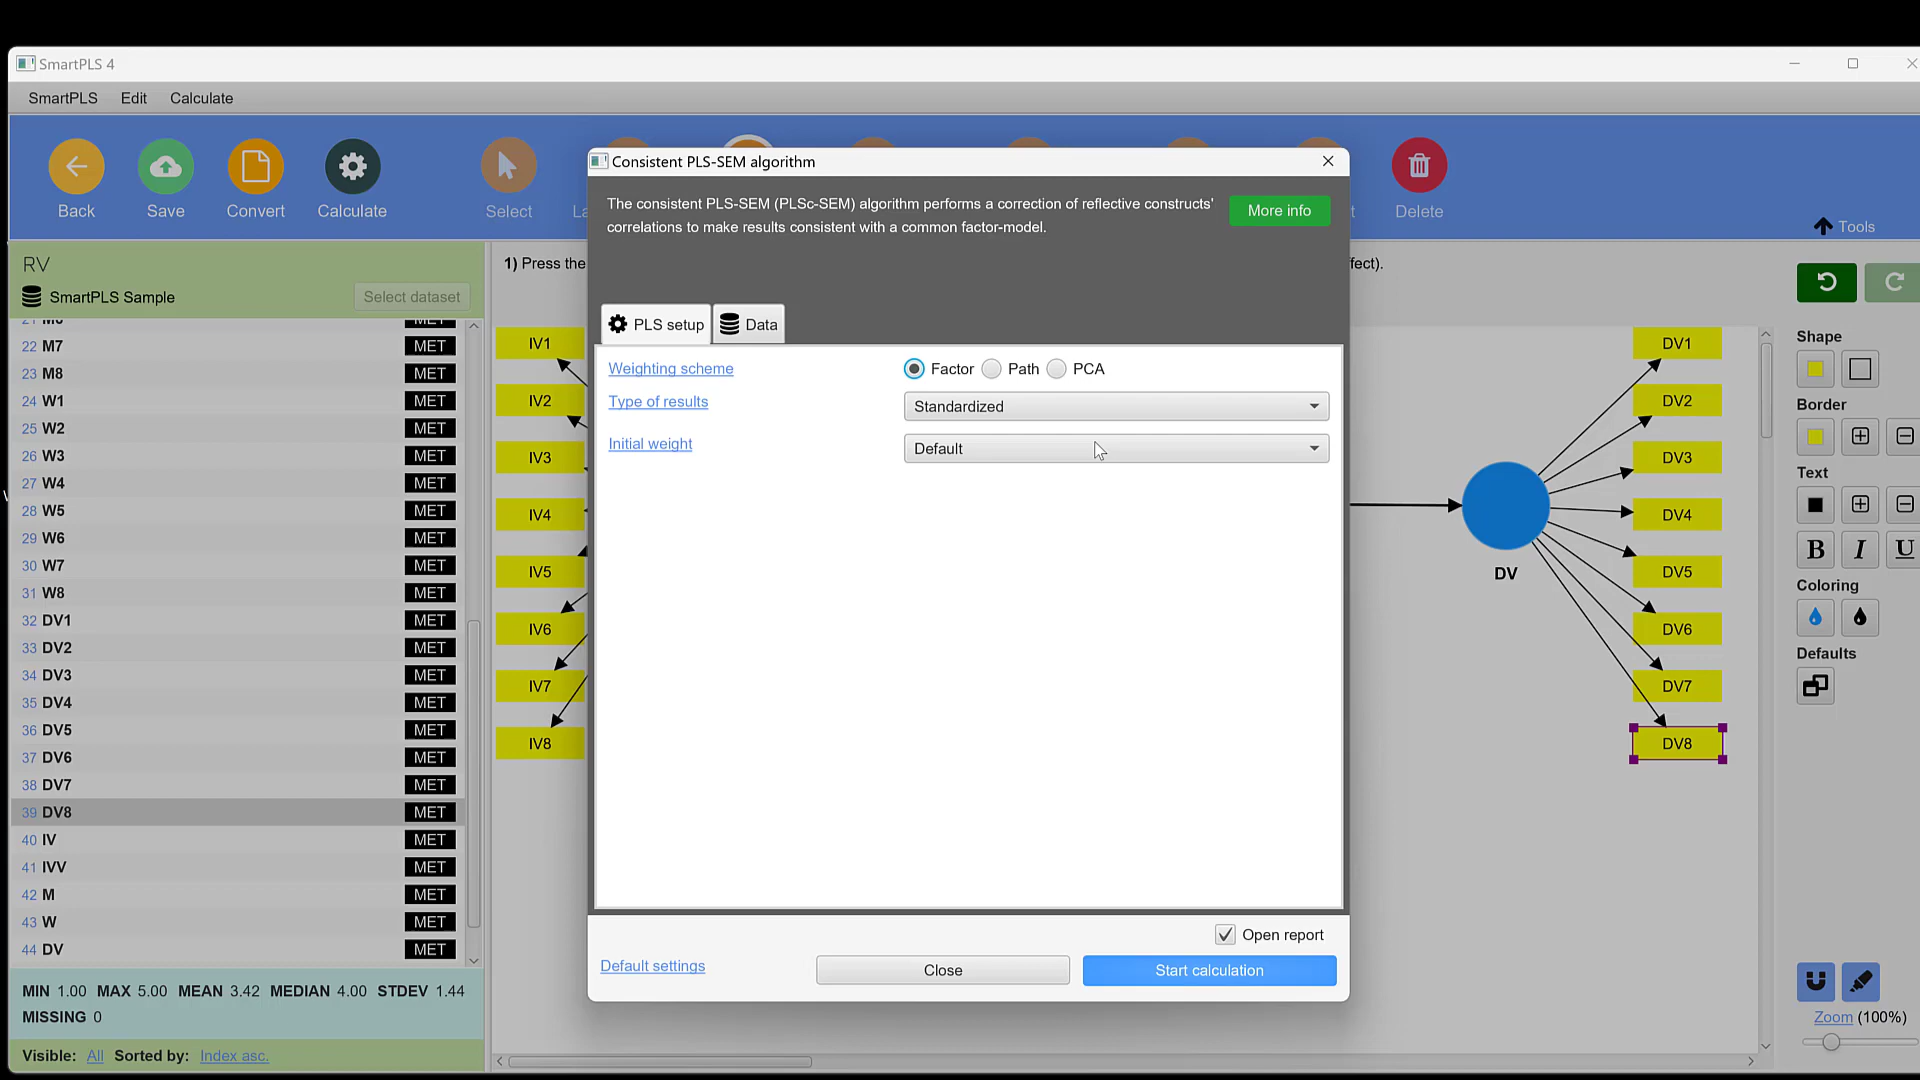 SmartPLS 4
SmartPLS Edit Calculate
Back Save Convert Calculate Select Delete
Tools
Consistent PLS-SEM algorithm
The consistent PLS-SEM (PLSc-SEM) algorithm performs a correction of reflective constructs'
correlations to make results consistent with a common factor-model.
More info
RV
SmartPLS Sample Select dataset
1) Press the
fect).
PLS setup Data
Weighting scheme Factor Path PCA
Type of results Standardized
Initial weight Default
Open report
Default settings Close Start calculation
22 M7 MET
23 M8 MET
24 W1 MET
25 W2 MET
26 W3 MET
27 W4 MET
28 W5 MET
29 W6 MET
30 W7 MET
31 W8 MET
32 DV1 MET
33 DV2 MET
34 DV3 MET
35 DV4 MET
36 DV5 MET
37 DV6 MET
38 DV7 MET
39 DV8 MET
40 IV MET
41 IVV MET
42 M MET
43 W MET
44 DV MET
MIN 1.00 MAX 5.00 MEAN 3.42 MEDIAN 4.00 STDEV 1.44
MISSING 0
Visible: All Sorted by: Index asc.
IV1
IV2
IV3
IV4
IV5
IV6
IV7
IV8
DV
DV1
DV2
DV3
DV4
DV5
DV6
DV7
DV8
Shape
Border
Text
B I U
Coloring
Defaults
Zoom (100%)